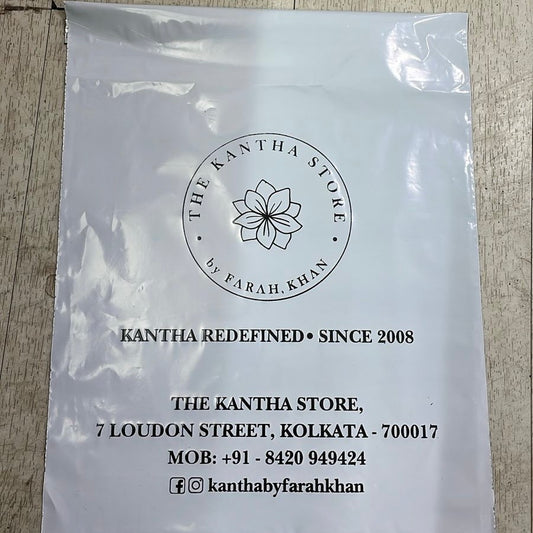 • THE KANTHA STORE •
by FARAH KHAN
KANTHA REDEFINED• SINCE 2008
THE KANTHA STORE,
7 LOUDON STREET, KOLKATA - 700017
MOB: +91 - 8420 949424
kanthabyfarahkhan